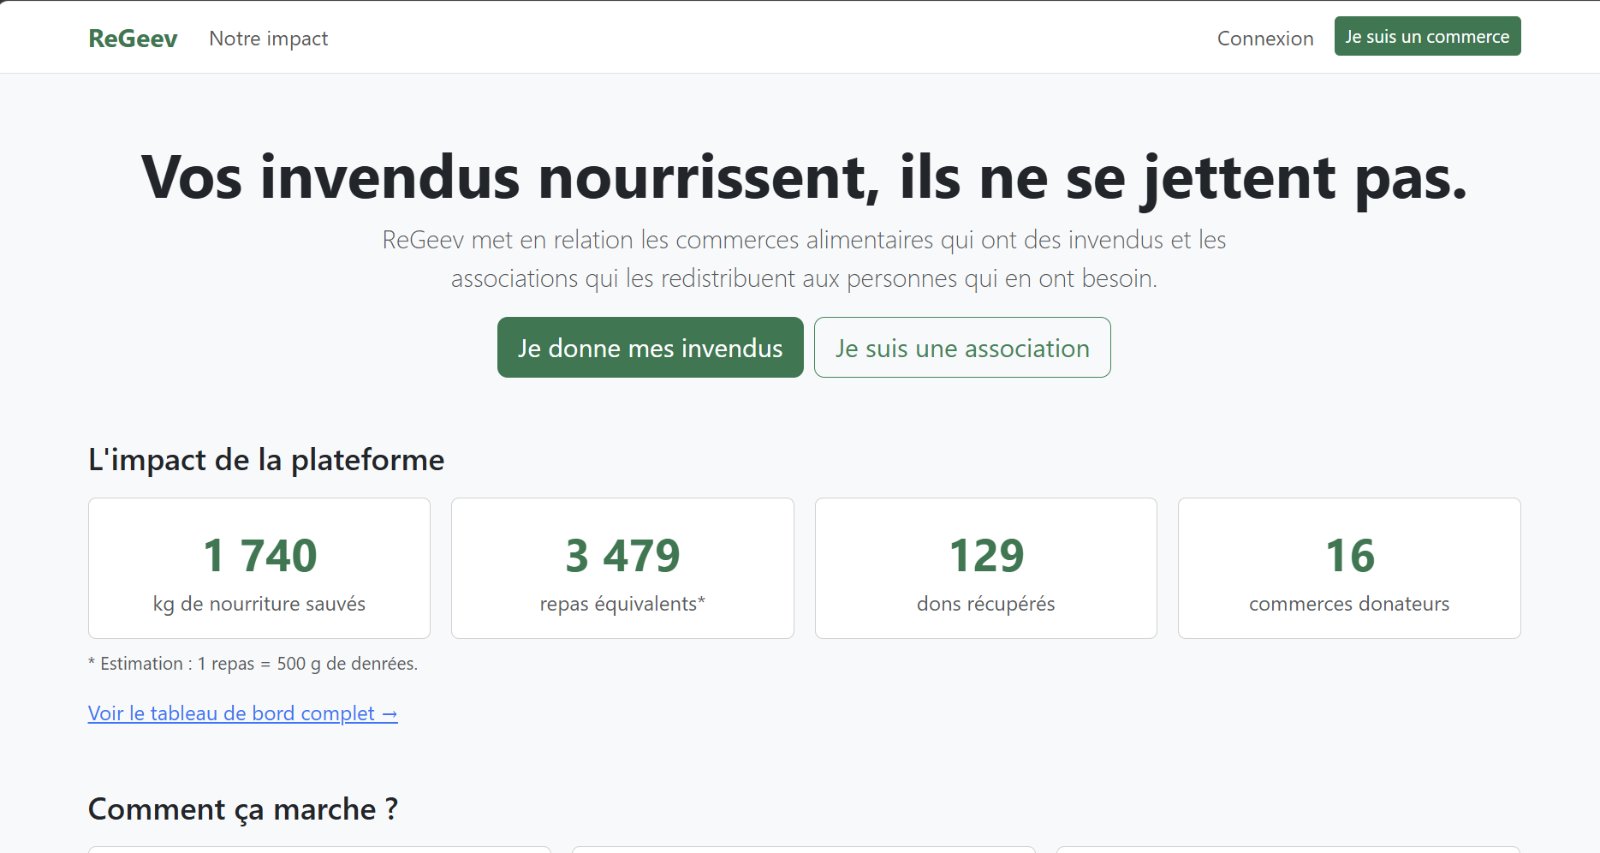 ReGeev Notre impact Connexion Je suis un commerce
Vos invendus nourrissent, ils ne se jettent pas.
ReGeev met en relation les commerces alimentaires qui ont des invendus et les
associations qui les redistribuent aux personnes qui en ont besoin.
Je donne mes invendus Je suis une association
L'impact de la plateforme
1 740
kg de nourriture sauvés
3 479
repas équivalents*
129
dons récupérés
16
commerces donateurs
* Estimation : 1 repas = 500 g de denrées.
Voir le tableau de bord complet →
Comment ça marche ?